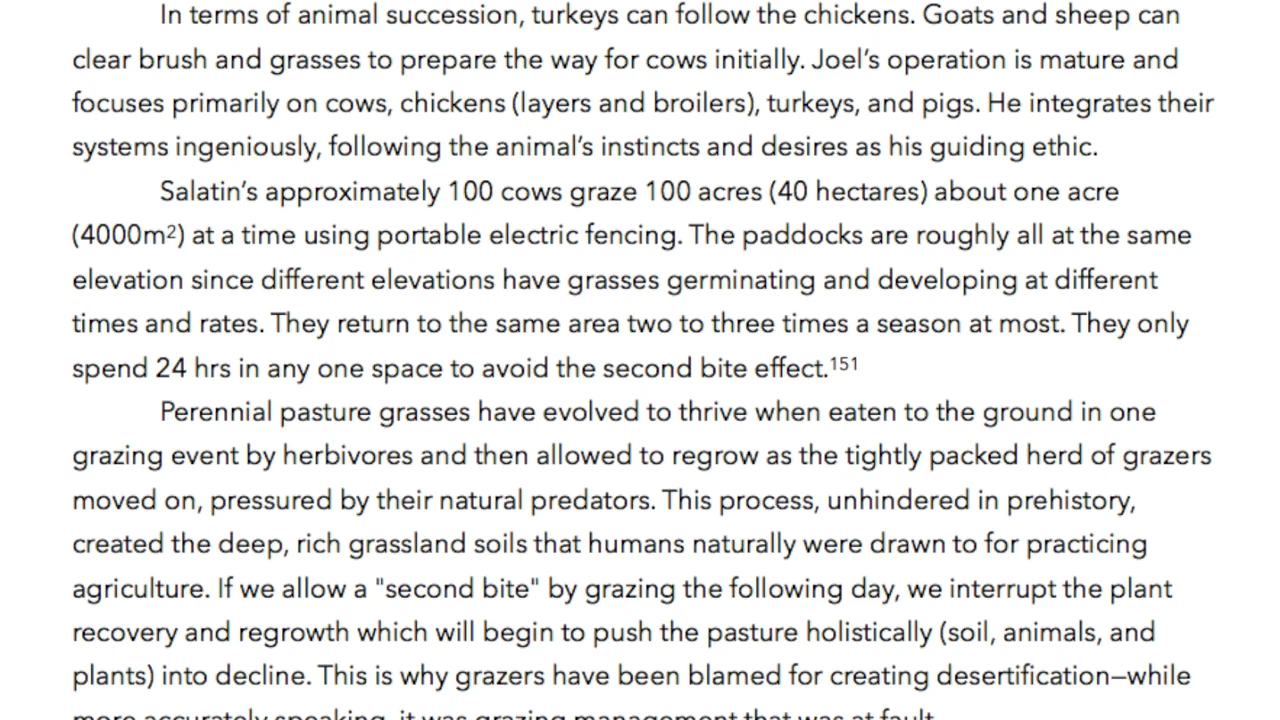 In terms of animal succession, turkeys can follow the chickens. Goats and sheep can
clear brush and grasses to prepare the way for cows initially. Joel’s operation is mature and
focuses primarily on cows, chickens (layers and broilers), turkeys, and pigs. He integrates their
systems ingeniously, following the animal’s instincts and desires as his guiding ethic.
Salatin’s approximately 100 cows graze 100 acres (40 hectares) about one acre
(4000m²) at a time using portable electric fencing. The paddocks are roughly all at the same
elevation since different elevations have grasses germinating and developing at different
times and rates. They return to the same area two to three times a season at most. They only
spend 24 hrs in any one space to avoid the second bite effect.¹⁵¹
Perennial pasture grasses have evolved to thrive when eaten to the ground in one
grazing event by herbivores and then allowed to regrow as the tightly packed herd of grazers
moved on, pressured by their natural predators. This process, unhindered in prehistory,
created the deep, rich grassland soils that humans naturally were drawn to for practicing
agriculture. If we allow a "second bite" by grazing the following day, we interrupt the plant
recovery and regrowth which will begin to push the pasture holistically (soil, animals, and
plants) into decline. This is why grazers have been blamed for creating desertification—while
more accurately speaking, it was grazing management that was at fault.